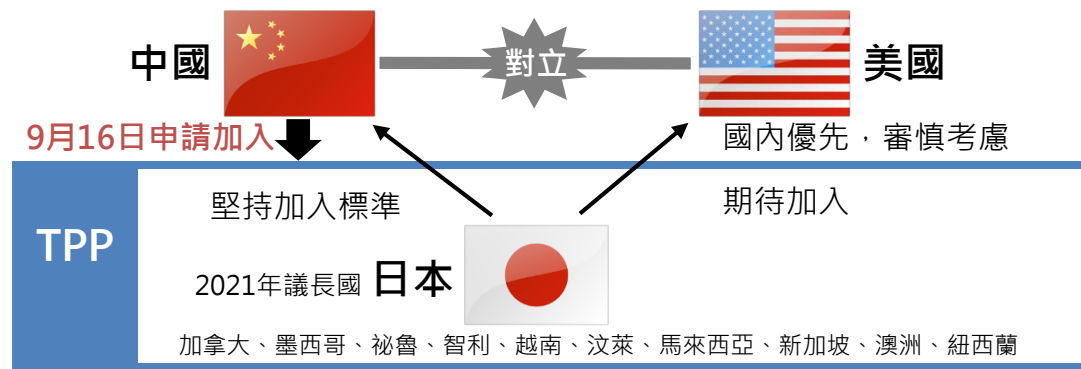 中國
對立
美國
9月16日申請加入
國內優先，審慎考慮
堅持加入標準
期待加入
TPP
2021年議長國 日本
加拿大、墨西哥、祕魯、智利、越南、汶萊、馬來西亞、新加坡、澳洲、紐西蘭